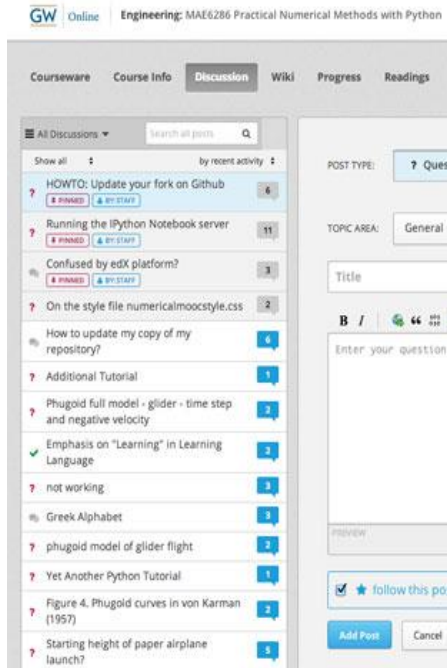 GW Online Engineering: MAE6286 Practical Numerical Methods with Python
Courseware Course Info Discussion Wiki Progress Readings
All Discussions Search all posts
Show all by recent activity
HOWTO: Update your fork on Github 6
PINNED BY: STAFF
Running the IPython Notebook server 11
PINNED BY: STAFF
Confused by edX platform? 3
PINNED BY: STAFF
? On the style file numericalmoocstyle.css 2
How to update my copy of my
repository? 6
? Additional Tutorial 1
? Phugoid full model - glider - time step
and negative velocity 2
Emphasis on "Learning" in Learning
Language 2
? not working 3
Greek Alphabet 3
? phugoid model of glider flight 2
? Yet Another Python Tutorial 1
? Figure 4. Phugoid curves in von Karman
(1957) 2
? Starting height of paper airplane
launch? 5
POST TYPE: ? Ques
TOPIC AREA: General
Title
B I
Enter your question
PREVIEW
follow this po
Add Post Cancel